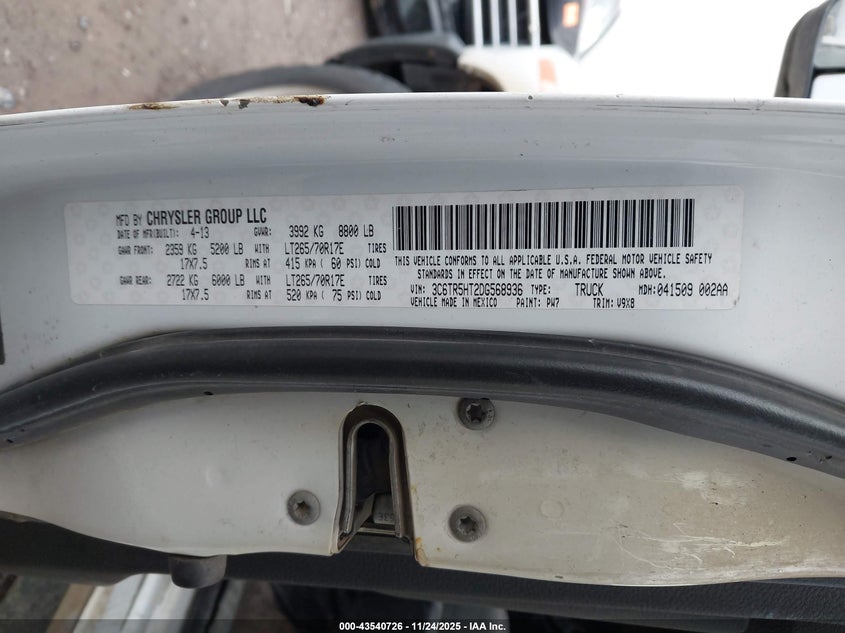 MFD BY CHRYSLER GROUP LLC
DATE OF MFD(BUILT): 4-13 GVWR: 3992 KG 8800 LB
GAWR FRONT: 2359 KG 5200 LB WITH LT265/70R17E TIRES
17X7.5 RIMS AT 415 KPA ( 60 PSI) COLD
GAWR REAR: 2722 KG 6000 LB WITH LT265/70R17E TIRES
17X7.5 RIMS AT 520 KPA ( 75 PSI) COLD
THIS VEHICLE CONFORMS TO ALL APPLICABLE U.S.A. FEDERAL MOTOR VEHICLE SAFETY
STANDARDS IN EFFECT ON THE DATE OF MANUFACTURE SHOWN ABOVE.
VIN: 3C6TR5HT2DG568936 TYPE: TRUCK MDH: 041509 002AA
VEHICLE MADE IN MEXICO PAINT: PW7 TRIM: V9X8
000-43540726 - 11/24/2025 - IAA Inc.